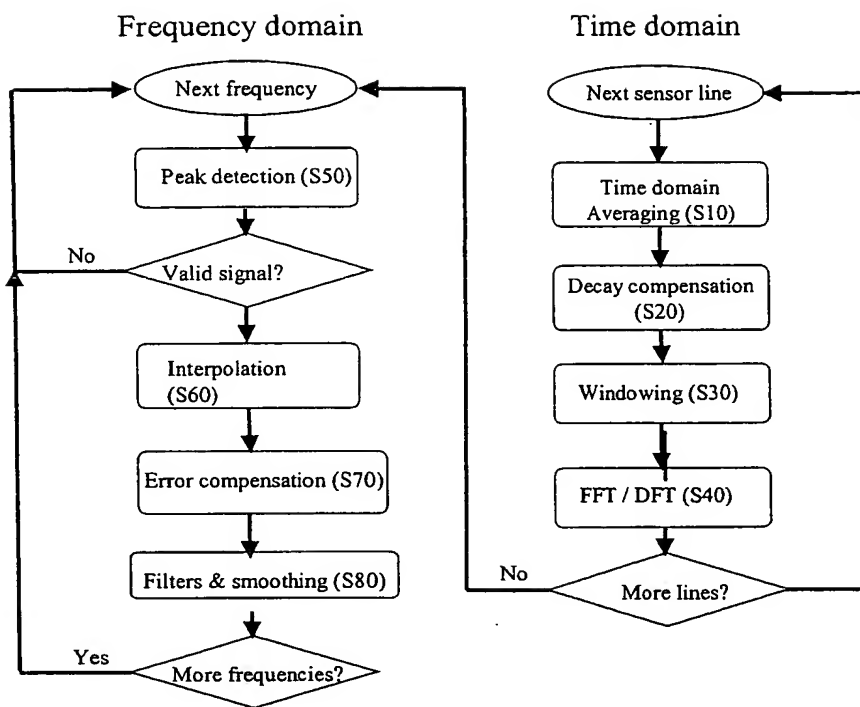 Frequency domain
Next frequency
Peak detection (S50)
No
Valid signal?
Interpolation
(S60)
Error compensation (S70)
Filters & smoothing (S80)
Yes
More frequencies?
Time domain
Next sensor line
Time domain
Averaging (S10)
Decay compensation
(S20)
Windowing (S30)
FFT / DFT (S40)
No
More lines?